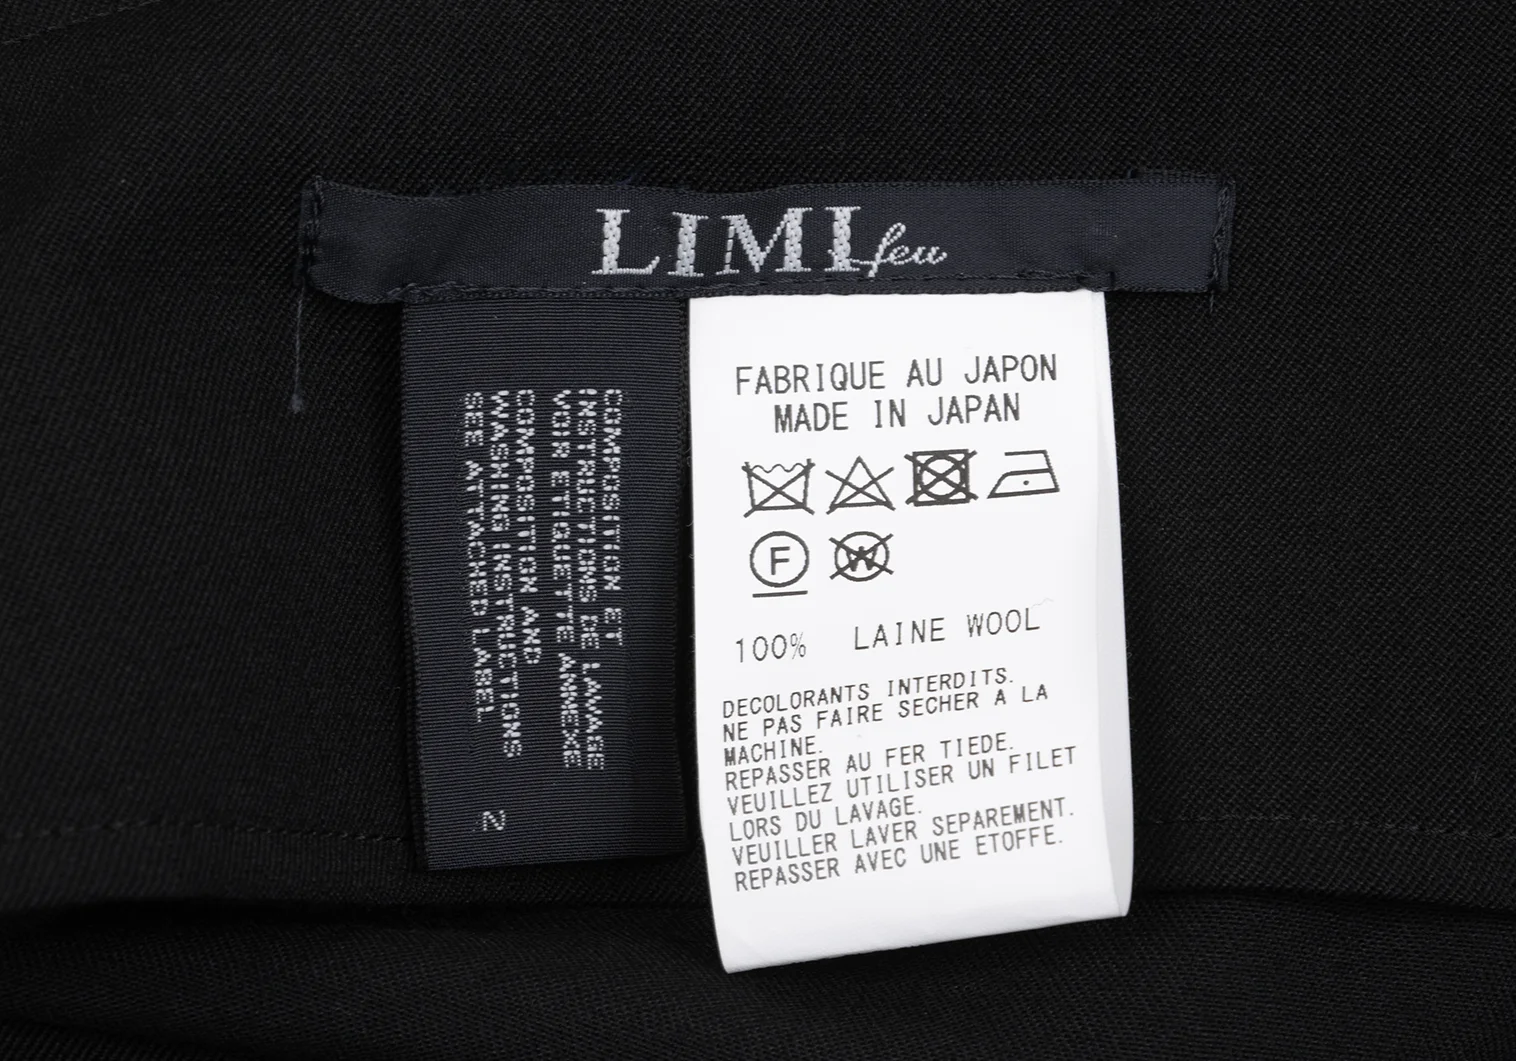 LIMI feu
COMPOSITION ET
INSTRUCTIONS DE LAVAGE
VOIR ETIQUETTE ANNEXE
COMPOSITION AND
WASHING INSTRUCTIONS
SEE ATTACHED LABEL
2
FABRIQUE AU JAPON
MADE IN JAPAN
F
W
100% LAINE WOOL
DECOLORANTS INTERDITS.
NE PAS FAIRE SECHER A LA
MACHINE.
REPASSER AU FER TIEDE.
VEUILLEZ UTILISER UN FILET
LORS DU LAVAGE.
VEUILLER LAVER SEPAREMENT.
REPASSER AVEC UNE ETOFFE.